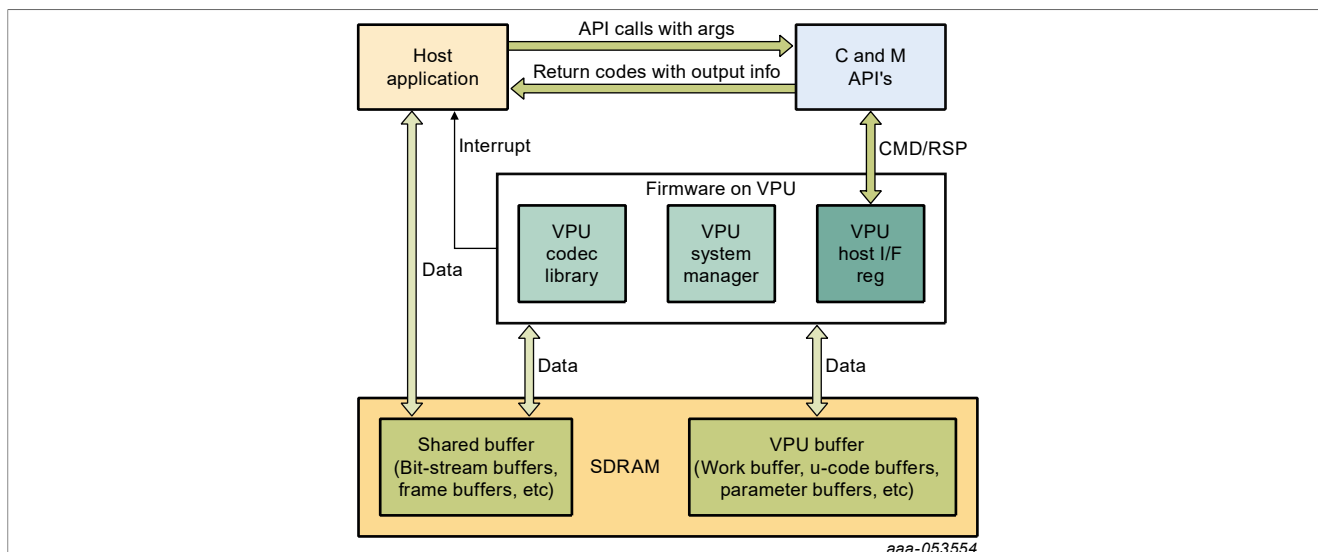 API calls with args
Host
application
C and M
API's
Return codes with output info
Interrupt
CMD/RSP
Firmware on VPU
VPU
codec
library
VPU
system
manager
VPU
host I/F
reg
Data
Data
Data
Shared buffer
(Bit-stream buffers,
frame buffers, etc)
SDRAM
VPU buffer
(Work buffer, u-code buffers,
parameter buffers, etc)
aaa-053554